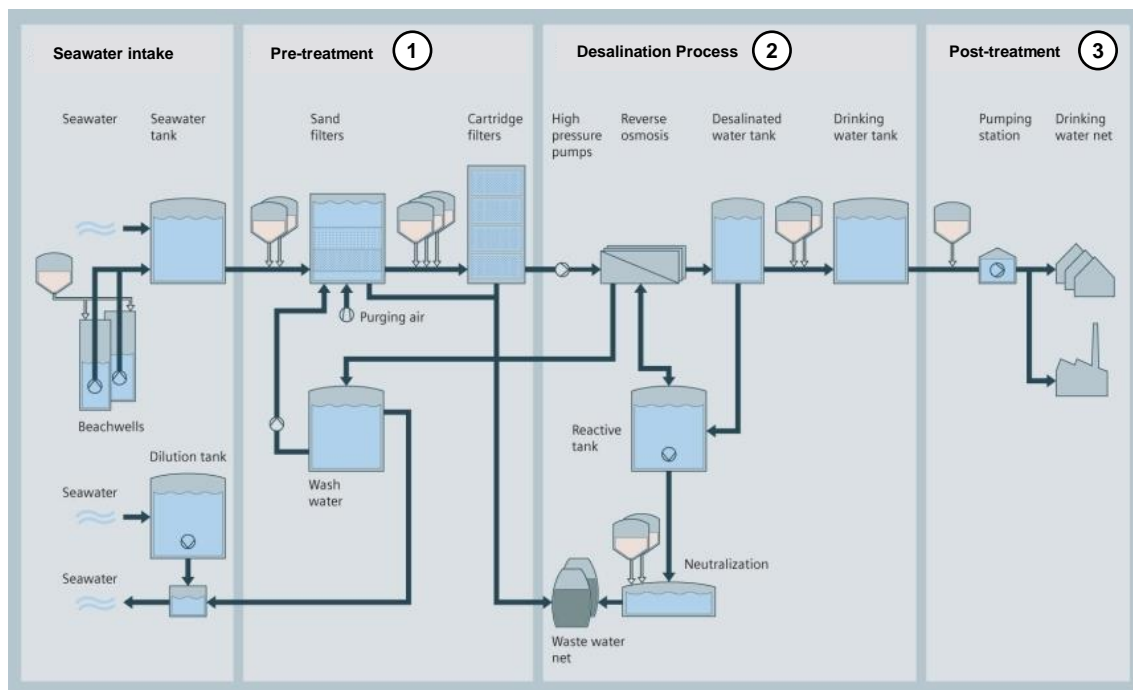 Seawater intake
Pre-treatment
1
Desalination Process
2
Post-treatment
3
Seawater
Seawater
tank
Sand
filters
Cartridge
filters
High
pressure
pumps
Reverse
osmosis
Desalinated
water tank
Drinking
water tank
Pumping
station
Drinking
water net
Purging air
Beachwells
Reactive
tank
Dilution tank
Wash
water
Seawater
Seawater
Neutralization
Waste water
net